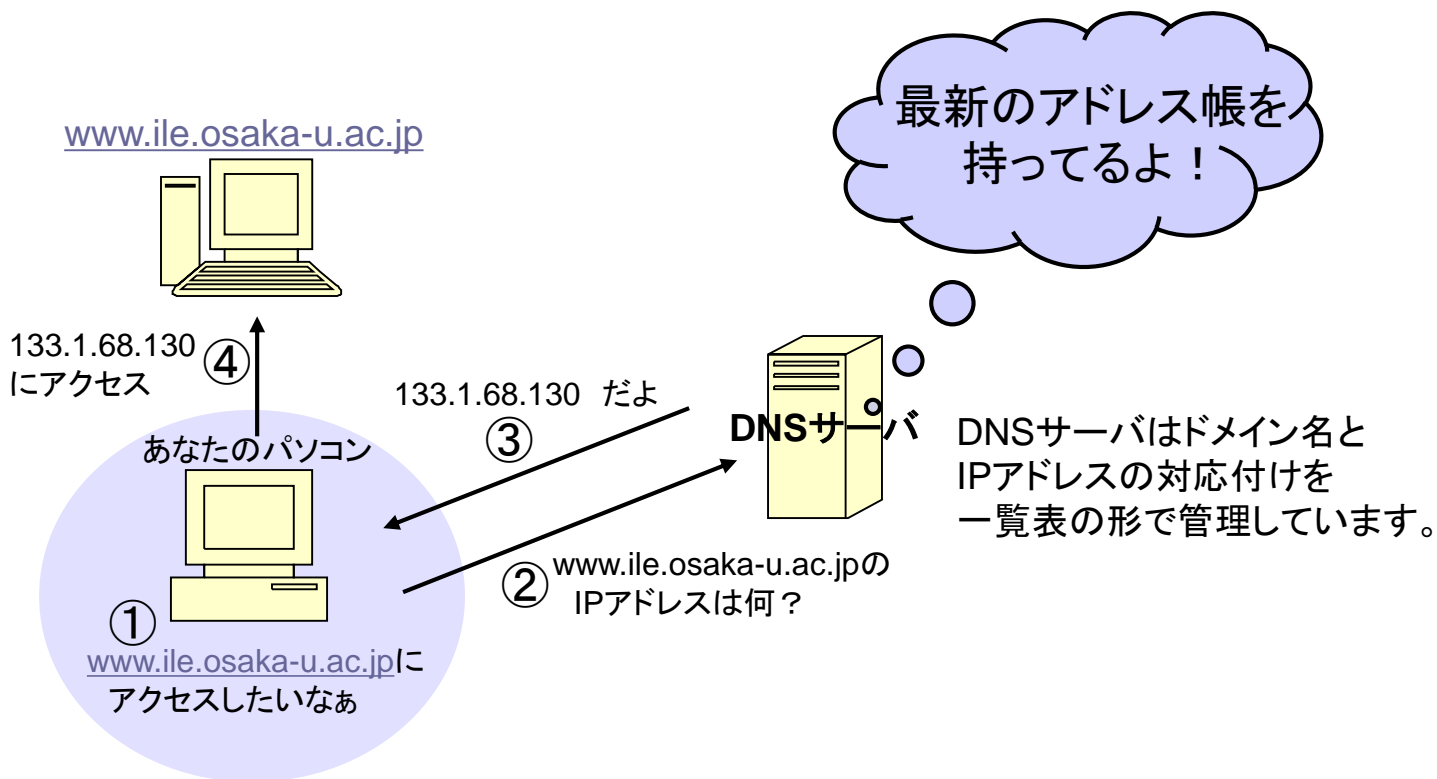 最新のアドレス帳を
持ってるよ！
www.ile.osaka-u.ac.jp
133.1.68.130
にアクセス
④
133.1.68.130 だよ
③
あなたのパソコン
DNSサーバ
DNSサーバはドメイン名と
IPアドレスの対応付けを
一覧表の形で管理しています。
②
www.ile.osaka-u.ac.jpの
IPアドレスは何？
①
www.ile.osaka-u.ac.jpに
アクセスしたいなぁ